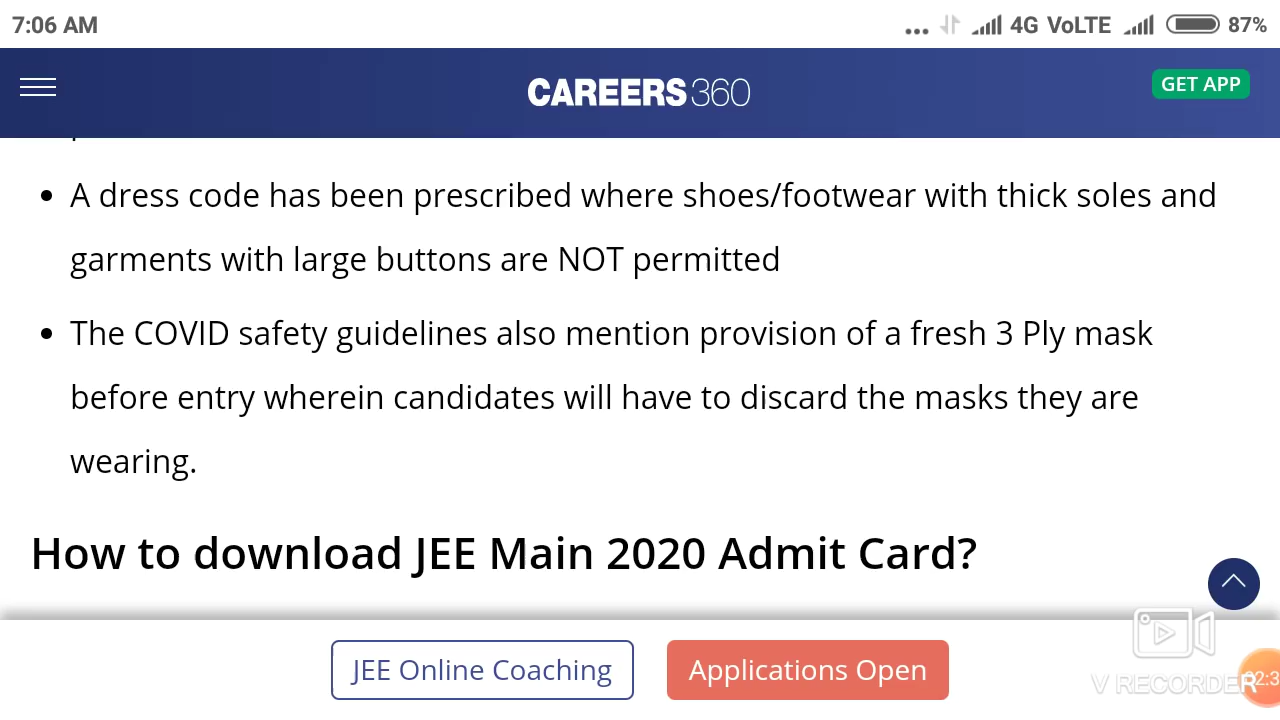 7:06 AM
... 4G VoLTE 87%
CAREERS360
GET APP
• A dress code has been prescribed where shoes/footwear with thick soles and
garments with large buttons are NOT permitted
• The COVID safety guidelines also mention provision of a fresh 3 Ply mask
before entry wherein candidates will have to discard the masks they are
wearing.
How to download JEE Main 2020 Admit Card?
JEE Online Coaching
Applications Open
V RECORDER
02:3